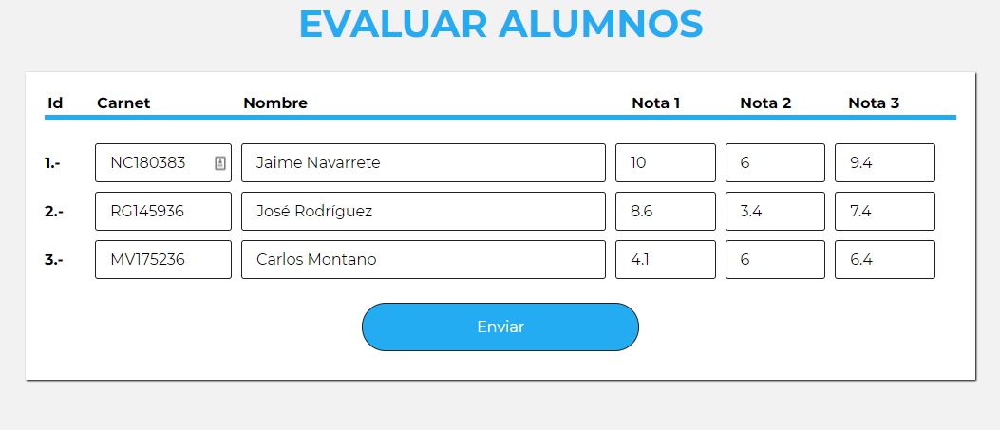 EVALUAR ALUMNOS
Id Carnet Nombre Nota 1 Nota 2 Nota 3
1.- NC180383 Jaime Navarrete 10 6 9.4
2.- RG145936 José Rodríguez 8.6 3.4 7.4
3.- MV175236 Carlos Montano 4.1 6 6.4
Enviar